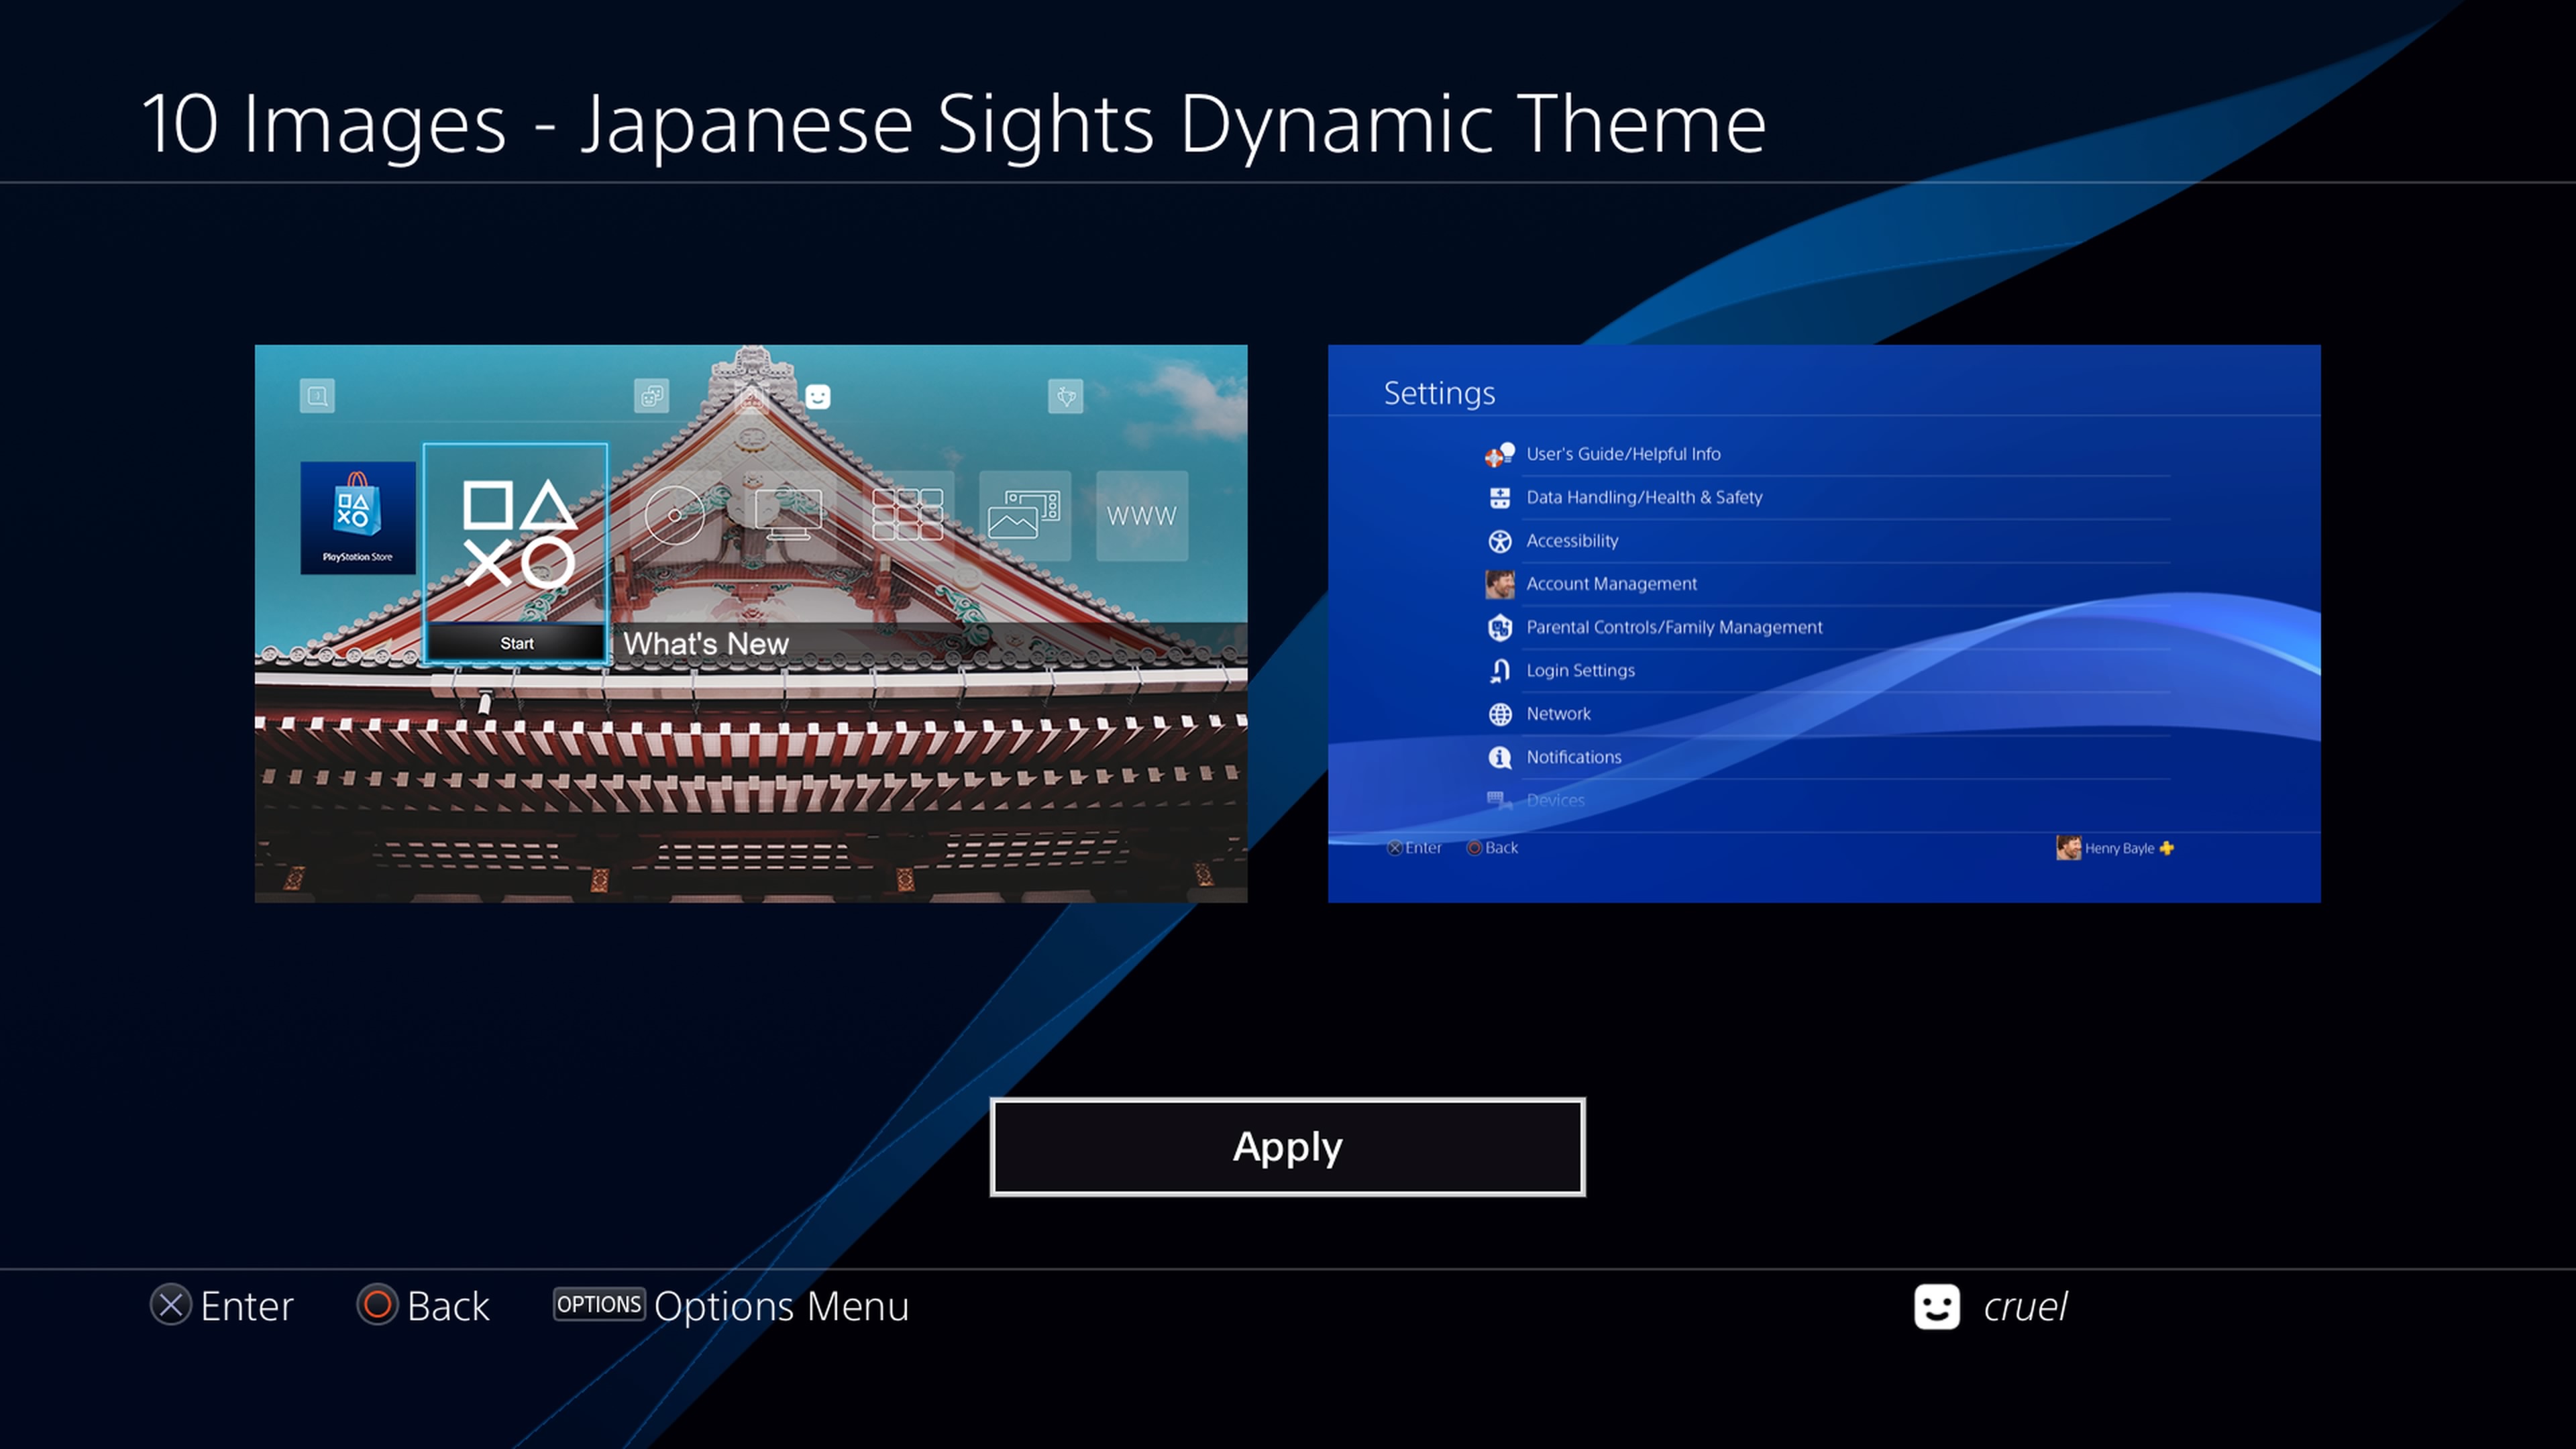 10 Images - Japanese Sights Dynamic Theme
PlayStation Store
WWW
Start
What's New
Settings
User's Guide/Helpful Info
Data Handling/Health & Safety
Accessibility
Account Management
Parental Controls/Family Management
Login Settings
Network
Notifications
Devices
Enter
Back
Henry Bayle
Apply
Enter
Back
OPTIONS Options Menu
cruel